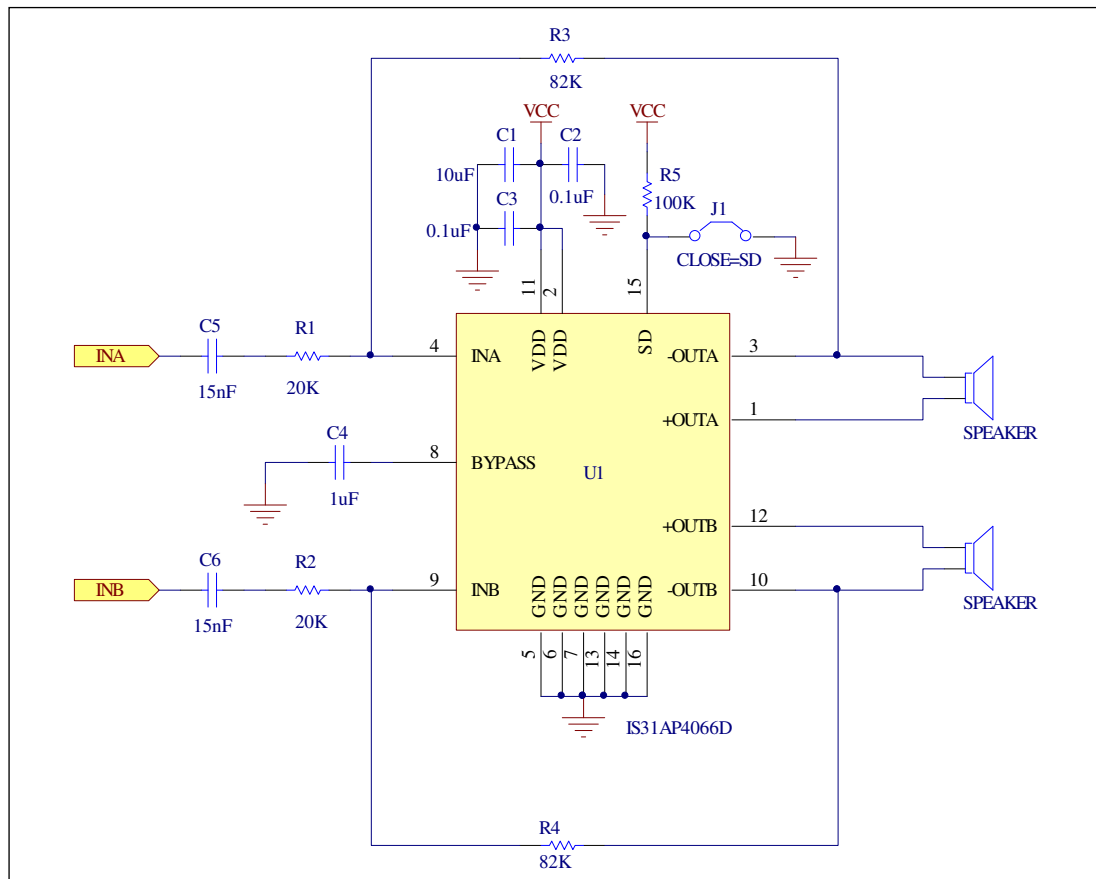 R3
82K
VCC
VCC
C1
C2
10uF
R5
C3
0.1uF
100K
J1
0.1uF
CLOSE=SD
11
2
15
C5
R1
INA
4
INA
VDD
VDD
SD
-OUTA
3
15nF
20K
+OUTA
1
SPEAKER
C4
8
BYPASS
U1
1uF
+OUTB
12
C6
R2
INB
9
INB
GND
GND
GND
GND
GND
GND
-OUTB
10
SPEAKER
15nF
20K
5
6
7
13
14
16
IS31AP4066D
R4
82K